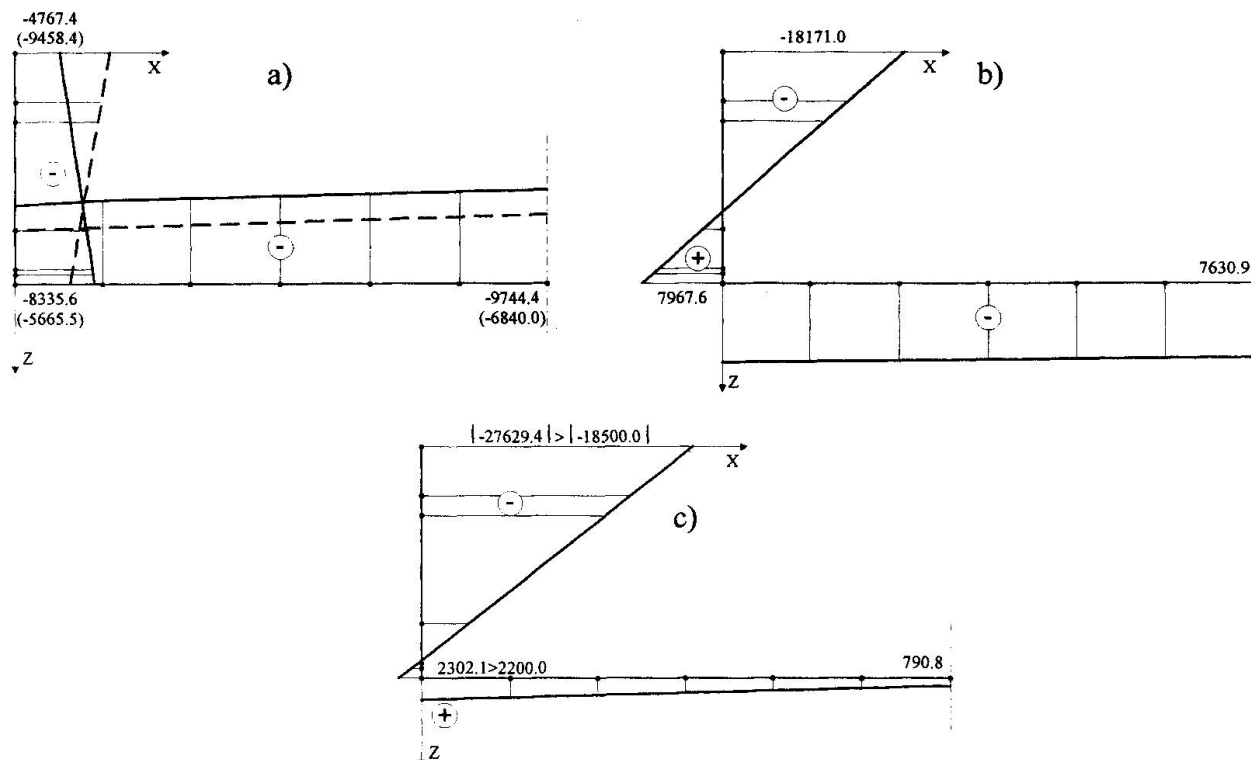 -4767.4
(-9458.4)
x
a)
-
-
-8335.6
(-5665.5)
-9744.4
(-6840.0)
z
-18171.0
x
b)
-
+
7967.6
7630.9
-
z
|-27629.4|>|-18500.0|
x
-
c)
2302.1>2200.0
790.8
+
z